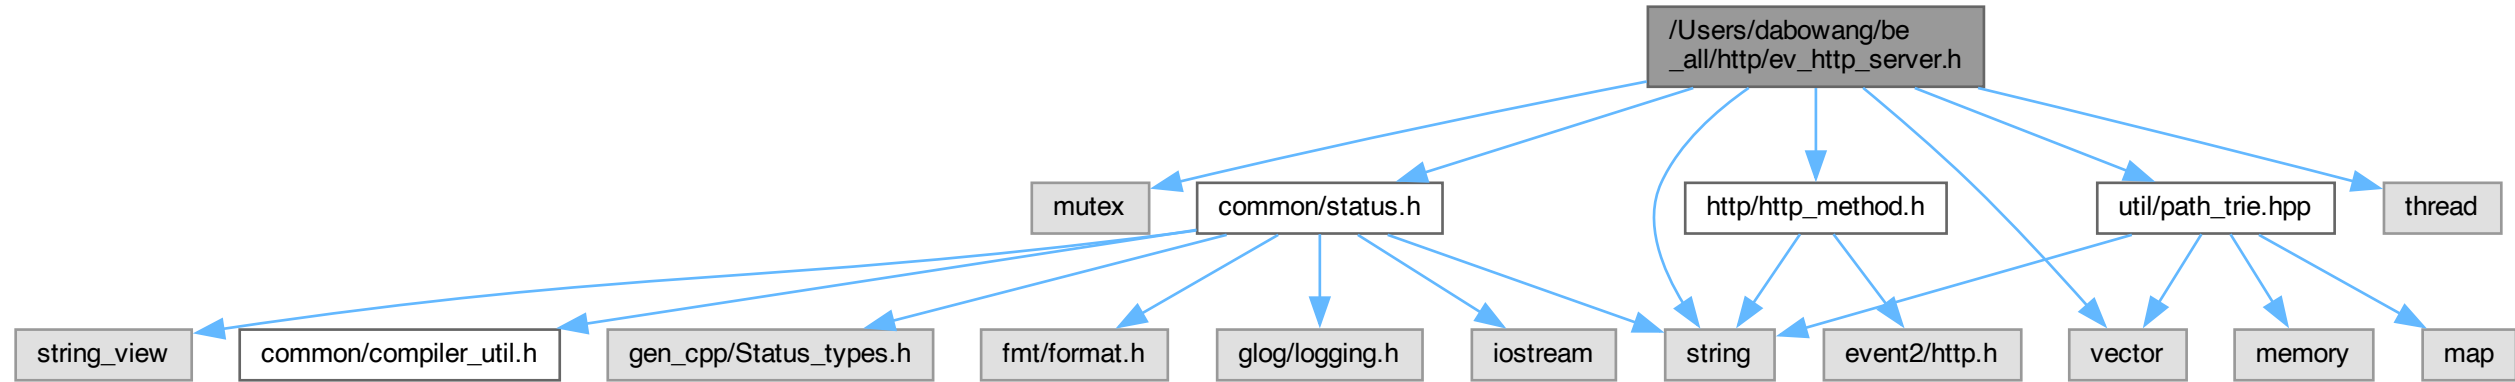 /Users/dabowang/be
_all/http/ev_http_server.h
mutex
common/status.h
http/http_method.h
util/path_trie.hpp
thread
string_view
common/compiler_util.h
gen_cpp/Status_types.h
fmt/format.h
glog/logging.h
iostream
string
event2/http.h
vector
memory
map